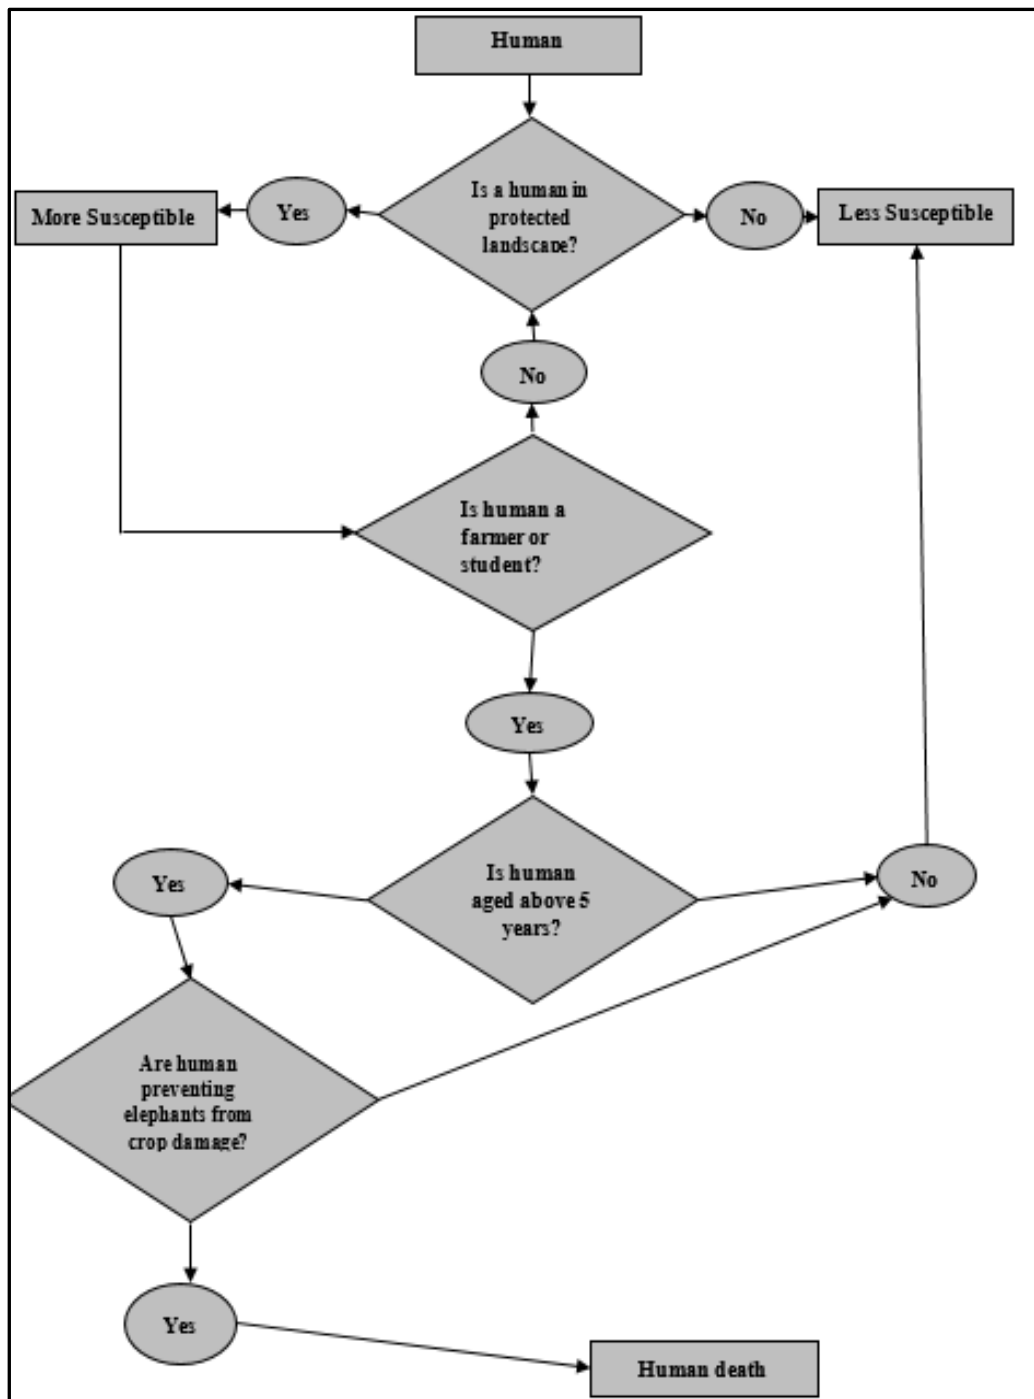 Human
Is a human in
protected
landscape?
Yes
More Susceptible
No
Less Susceptible
No
Is human a
farmer or
student?
Yes
Is human
aged above 5
years?
Yes
No
Are human
preventing
elephants from
crop damage?
Yes
Human death